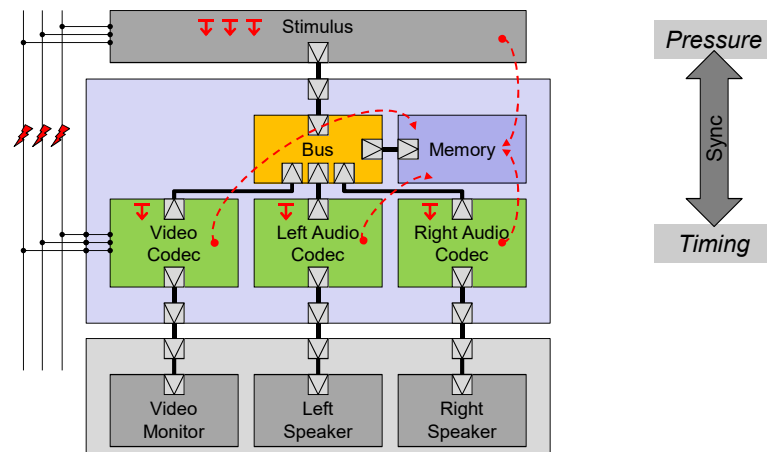 Stimulus
Pressure
Bus
Memory
Sync
Video
Codec
Left Audio
Codec
Right Audio
Codec
Timing
Video
Monitor
Left
Speaker
Right
Speaker